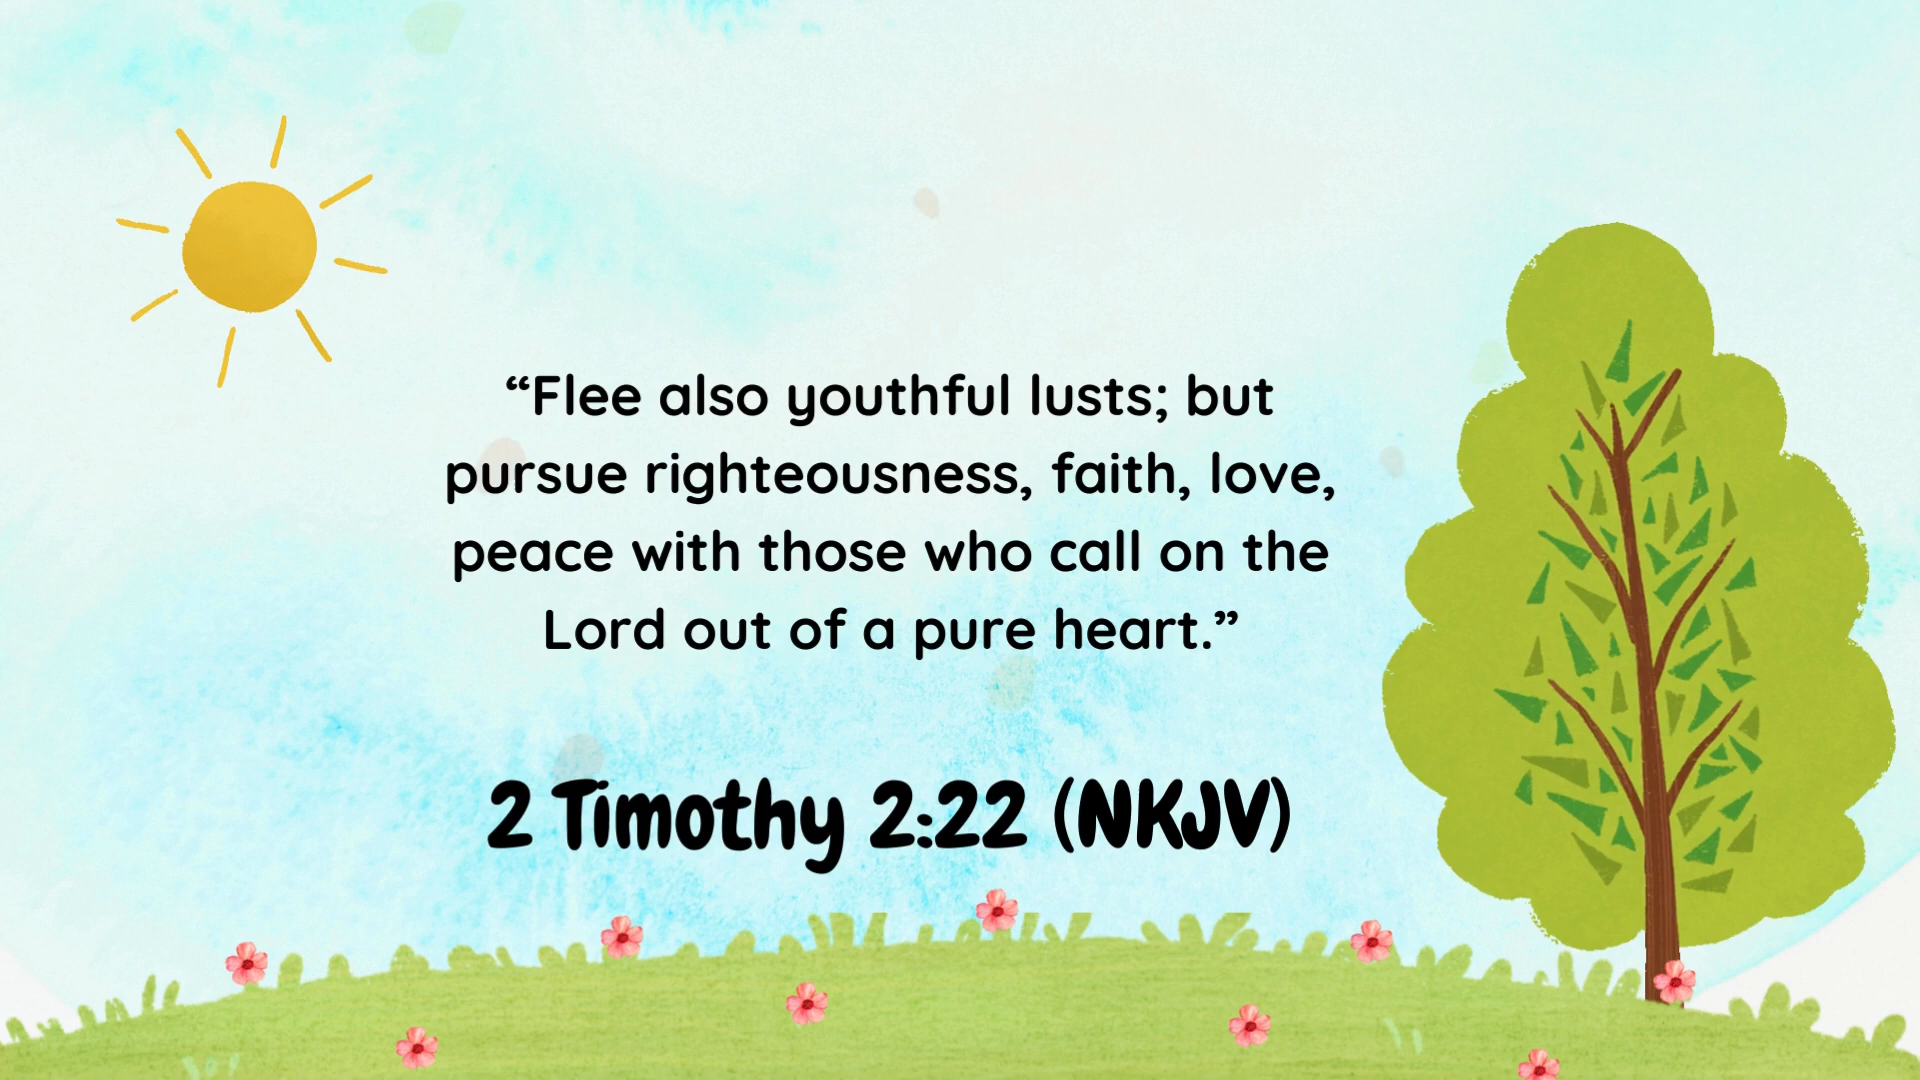 “Flee also youthful lusts; but
pursue righteousness, faith, love,
peace with those who call on the
Lord out of a pure heart.”
2 Timothy 2:22 (NKJV)